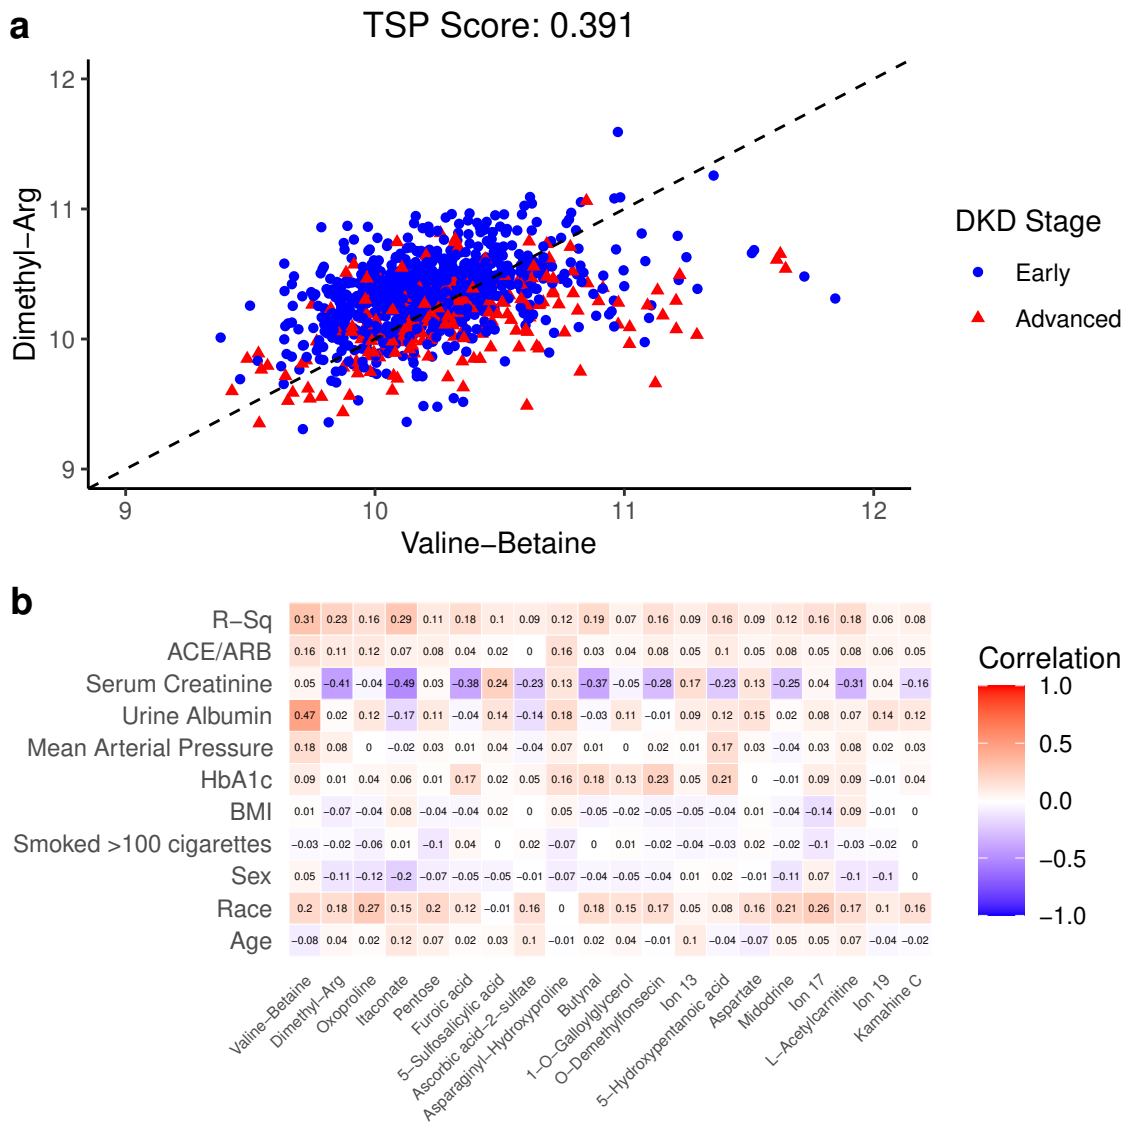 a
TSP Score: 0.391
12
11
10
9
Dimethyl−Arg
9 10 11 12
Valine−Betaine
DKD Stage
Early
Advanced
b
R−Sq 0.31 0.23 0.16 0.29 0.11 0.18 0.1 0.09 0.12 0.19 0.07 0.16 0.09 0.16 0.09 0.12 0.16 0.18 0.06 0.08
ACE/ARB 0.16 0.11 0.12 0.07 0.08 0.04 0.02 0 0.16 0.03 0.04 0.08 0.05 0.1 0.05 0.08 0.05 0.08 0.06 0.05
Serum Creatinine 0.05 −0.41 −0.04 −0.49 0.03 −0.38 0.24 −0.23 0.13 −0.37 −0.05 −0.28 0.17 −0.23 0.13 −0.25 0.04 −0.31 0.04 −0.16
Urine Albumin 0.47 0.02 0.12 −0.17 0.11 −0.04 0.14 −0.14 0.18 −0.03 0.11 −0.01 0.09 0.12 0.15 0.02 0.08 0.07 0.14 0.12
Mean Arterial Pressure 0.18 0.08 0 −0.02 0.03 0.01 0.04 −0.04 0.07 0.01 0 0.02 0.01 0.17 0.03 −0.04 0.03 0.08 0.02 0.03
HbA1c 0.09 0.01 0.04 0.06 0.01 0.17 0.02 0.05 0.16 0.18 0.13 0.23 0.05 0.21 0 −0.01 0.09 0.09 −0.01 0.04
BMI 0.01 −0.07 −0.04 0.08 −0.04 −0.04 0.02 0 0.05 −0.05 −0.02 −0.05 −0.05 −0.04 0.01 −0.04 −0.14 0.09 −0.01 0
Smoked >100 cigarettes −0.03 −0.02 −0.06 0.01 −0.1 0.04 0 0.02 −0.07 0 0.01 −0.02 −0.04 −0.03 0.02 −0.02 −0.1 −0.03 −0.02 0
Sex 0.05 −0.11 −0.12 −0.2 −0.07 −0.05 −0.05 −0.01 −0.07 −0.04 −0.05 −0.04 0.01 0.02 −0.01 −0.11 0.07 −0.1 −0.1 0
Race 0.2 0.18 0.27 0.15 0.2 0.12 −0.01 0.16 0 0.18 0.15 0.17 0.05 0.08 0.16 0.21 0.26 0.17 0.1 0.16
Age −0.08 0.04 0.02 0.12 0.07 0.02 0.03 0.1 −0.01 0.02 0.04 −0.01 0.1 −0.04 −0.07 0.05 0.05 0.07 −0.04 −0.02
Valine−Betaine
Dimethyl−Arg
Oxoproline
Itaconate
Pentose
Furoic acid
5−Sulfosalicylic acid
Ascorbic acid−2−sulfate
Asparaginyl−Hydroxyproline
Butynal
1−O−Galloylglycerol
O−Demethylfonsecin
Ion 13
5−Hydroxypentanoic acid
Aspartate
Midodrine
Ion 17
L−Acetylcarnitine
Ion 19
Kamahine C
Correlation
1.0
0.5
0.0
−0.5
−1.0